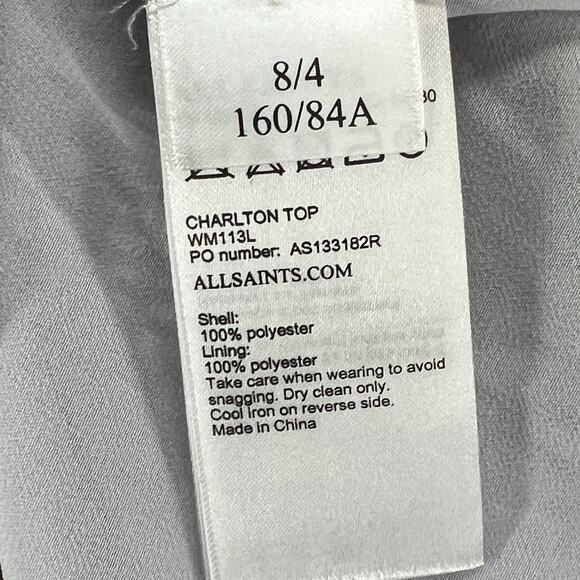 8/4
160/84A
CHARLTON TOP
WM113L
PO number: AS133182R
ALLSAINTS.COM
Shell:
100% polyester
Lining:
100% polyester
Take care when wearing to avoid
snagging. Dry clean only.
Cool iron on reverse side.
Made in China